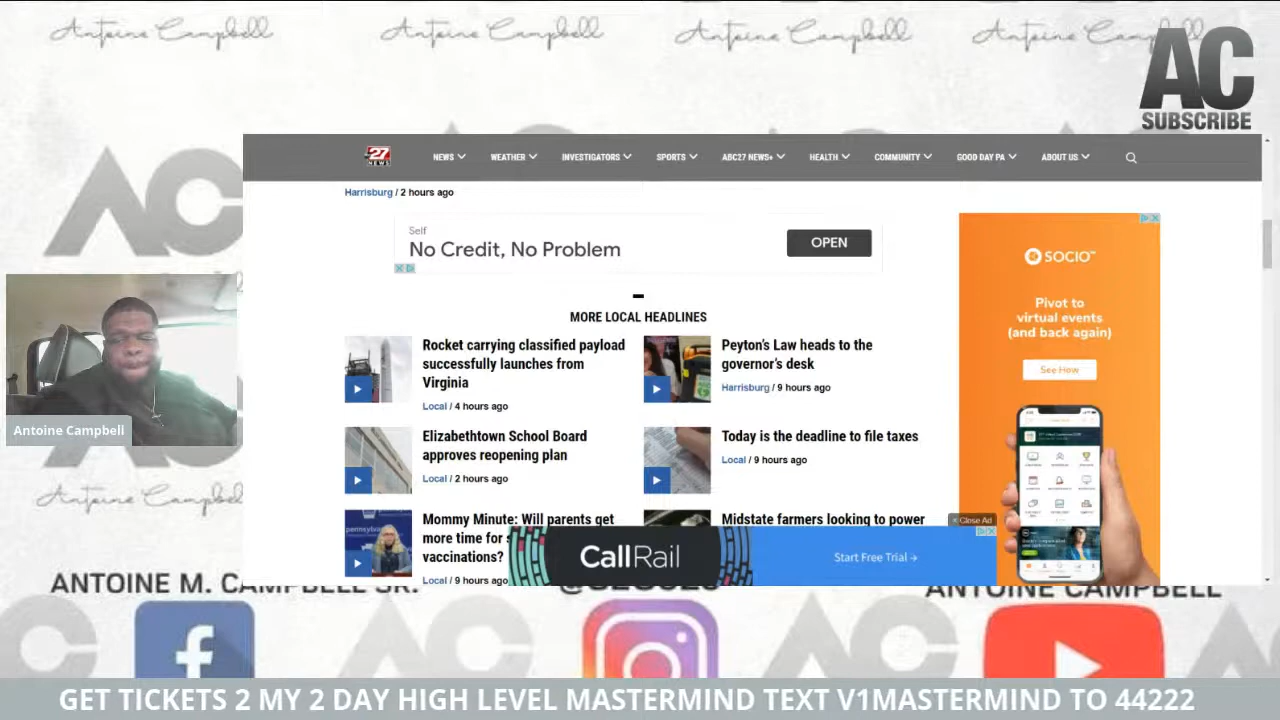 Antoine Campbell
Antoine Campbell
Antoine Campbell
Antoine Campbell
AC
SUBSCRIBE
27
NEWS
NEWS
WEATHER
INVESTIGATORS
SPORTS
ABC27 NEWS+
HEALTH
COMMUNITY
GOOD DAY PA
ABOUT US
Harrisburg / 2 hours ago
Self
No Credit, No Problem
OPEN
MORE LOCAL HEADLINES
Rocket carrying classified payload
successfully launches from
Virginia
Local / 4 hours ago
Peyton's Law heads to the
governor's desk
Harrisburg / 9 hours ago
Elizabethtown School Board
approves reopening plan
Local / 2 hours ago
Today is the deadline to file taxes
Local / 9 hours ago
Mommy Minute: Will parents get
more time for
vaccinations?
Local / 9 hours ago
Midstate farmers looking to power
SOCIO™
Pivot to
virtual events
(and back again)
See How
× Close Ad
CallRail
Start Free Trial →
Antoine Campbell
AC
Antoine Campbell
ANTOINE M. CAMPBELL SR.
ANTOINE CAMPBELL
GET TICKETS 2 MY 2 DAY HIGH LEVEL MASTERMIND TEXT V1MASTERMIND TO 44222